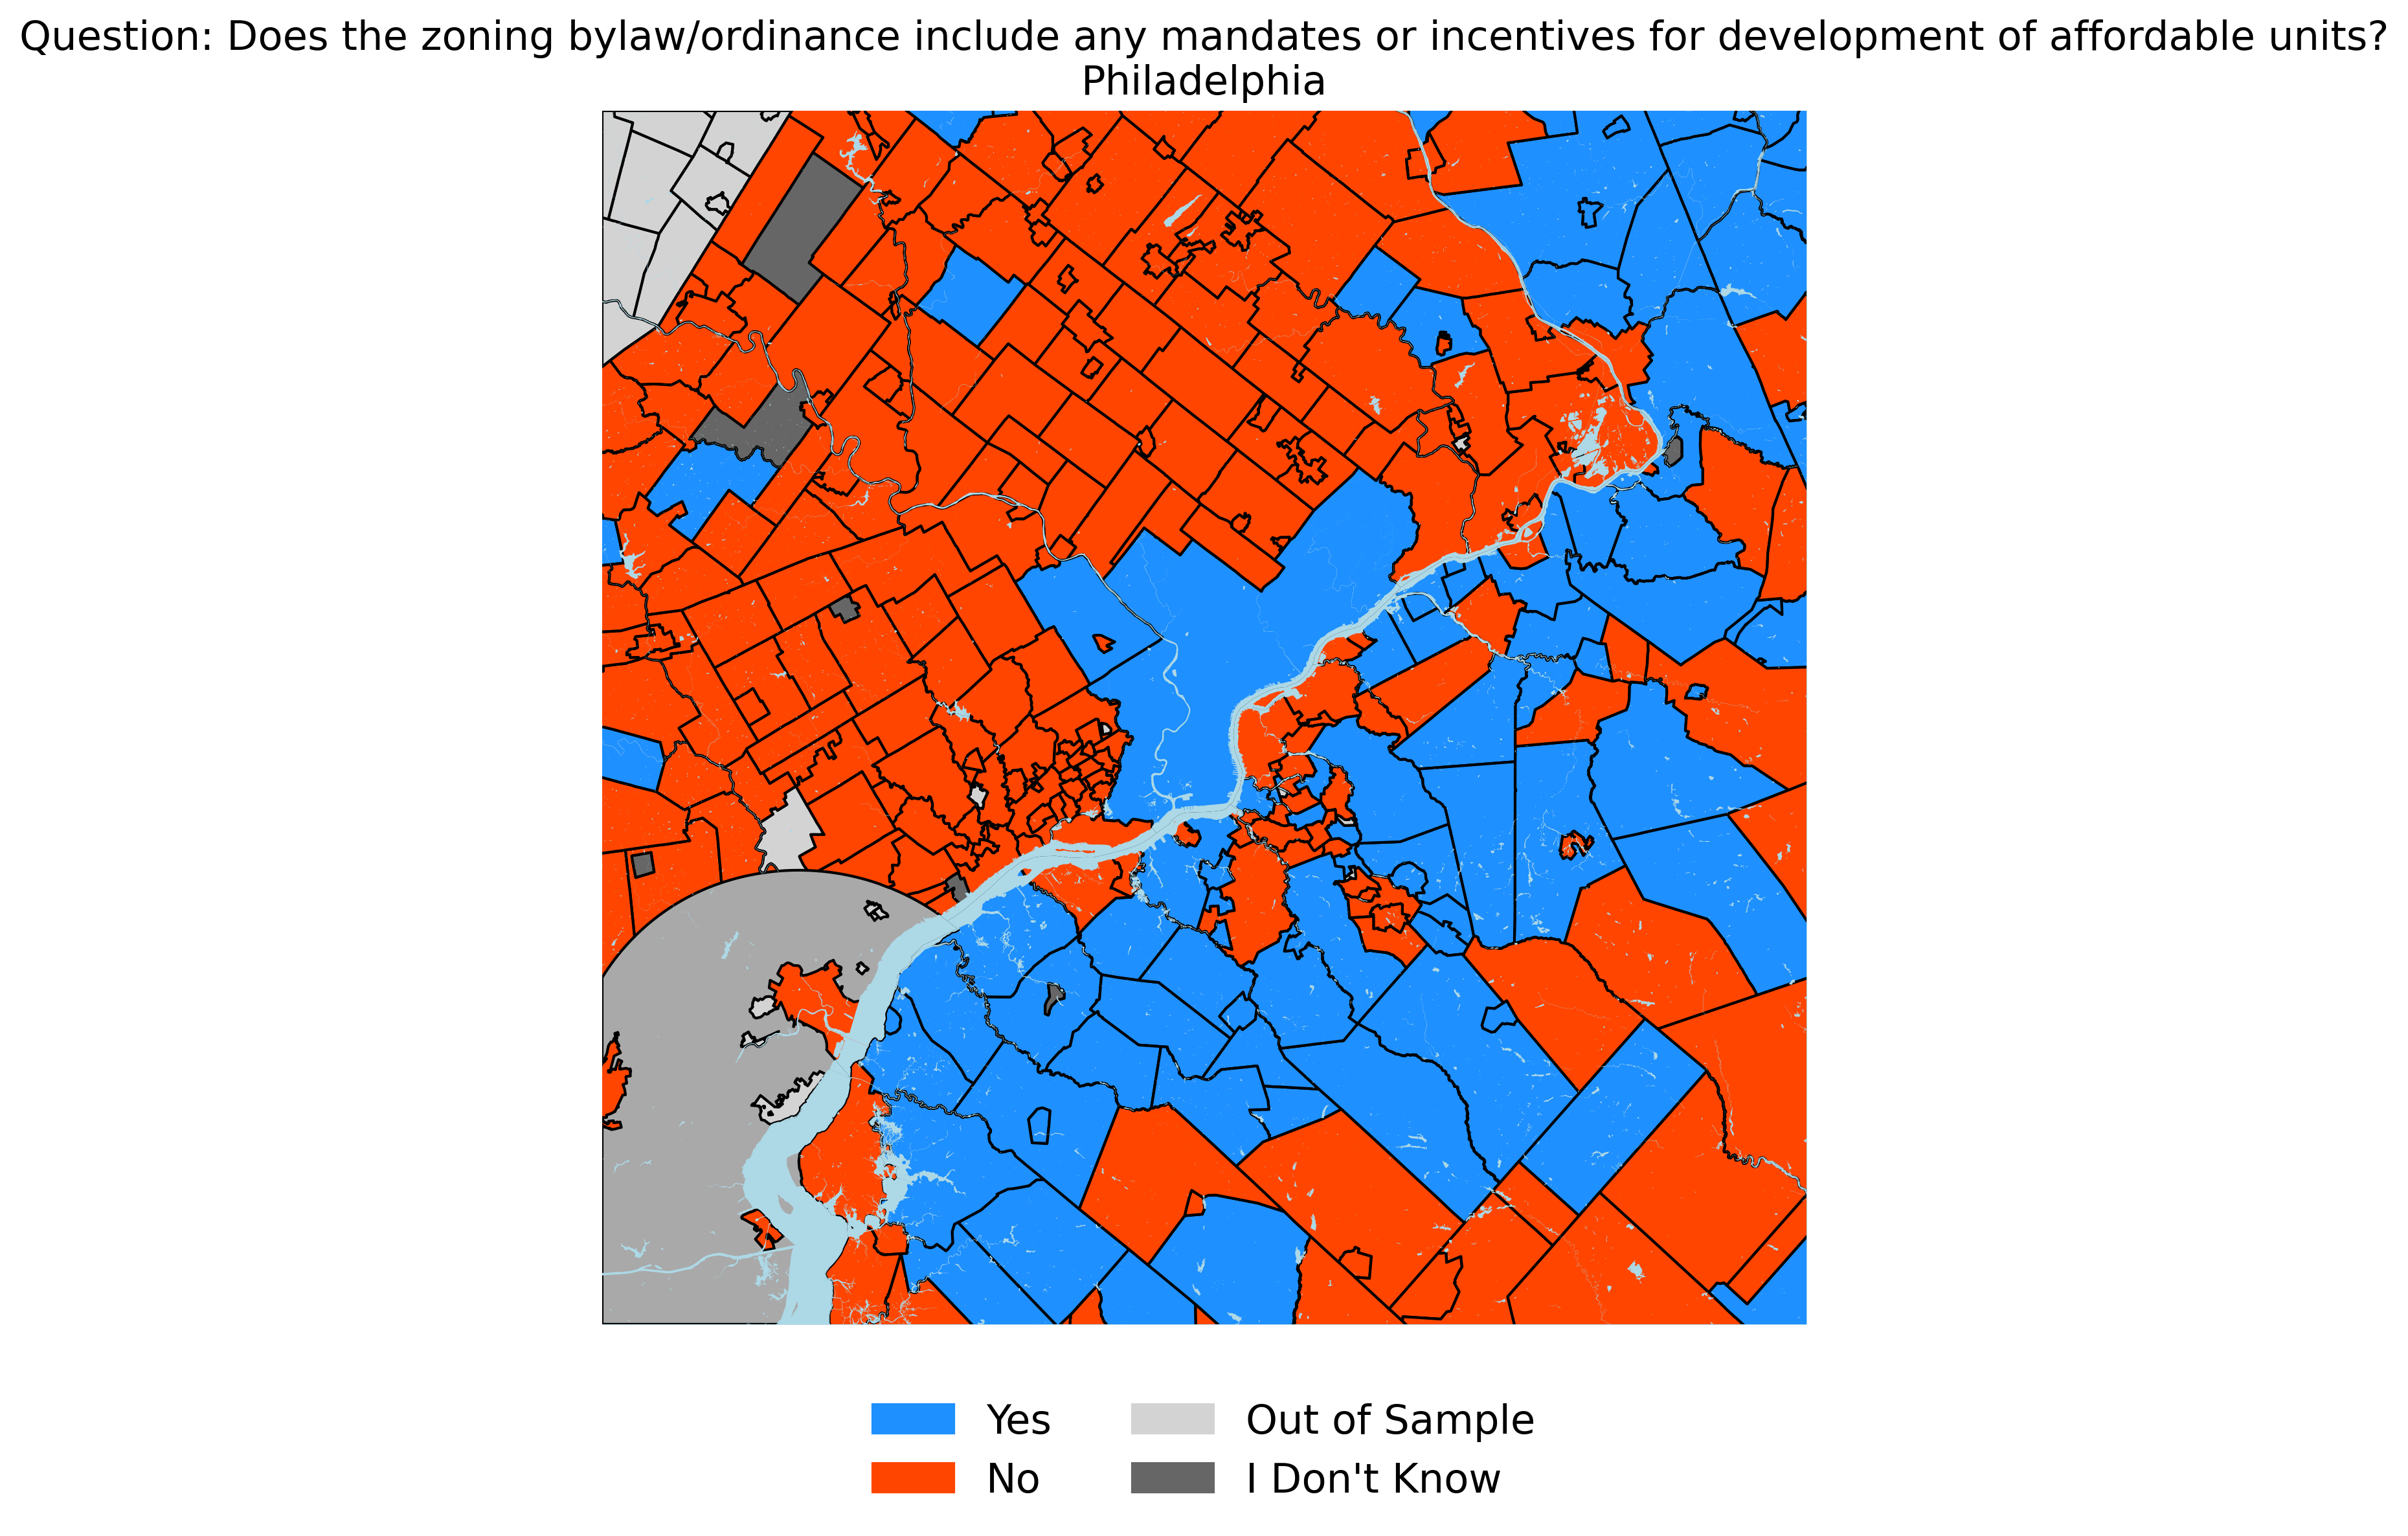 Question: Does the zoning bylaw/ordinance include any mandates or incentives for development of affordable units?
Philadelphia
Yes
No
Out of Sample
I Don't Know